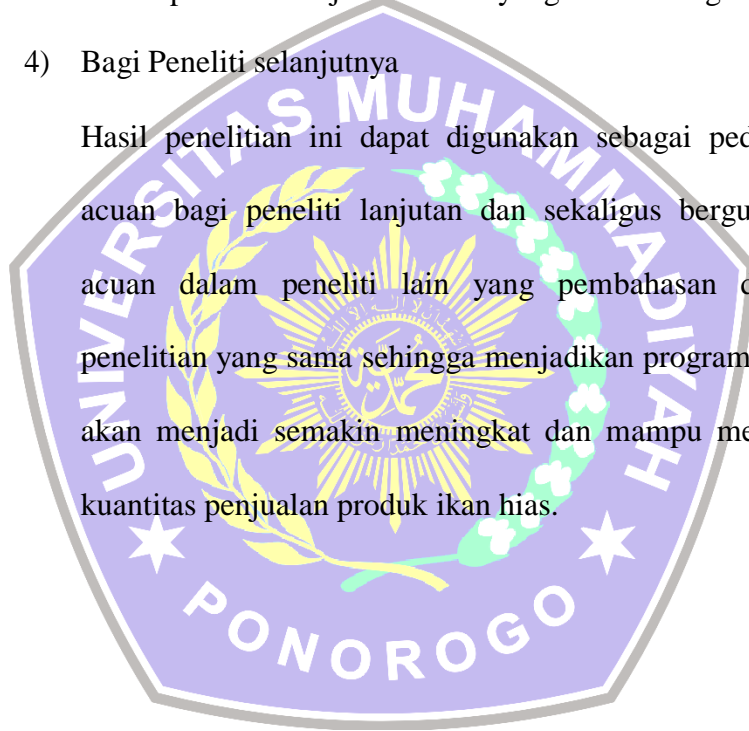 4) Bagi Peneliti selanjutnya
Hasil penelitian ini dapat digunakan sebagai ped
acuan bagi peneliti lanjutan dan sekaligus bergu
acuan dalam peneliti lain yang pembahasan d
penelitian yang sama sehingga menjadikan program
akan menjadi semakin meningkat dan mampu me
kuantitas penjualan produk ikan hias.
UNIVERSITAS MUHAMMADIYAH
PONOROGO
محمد